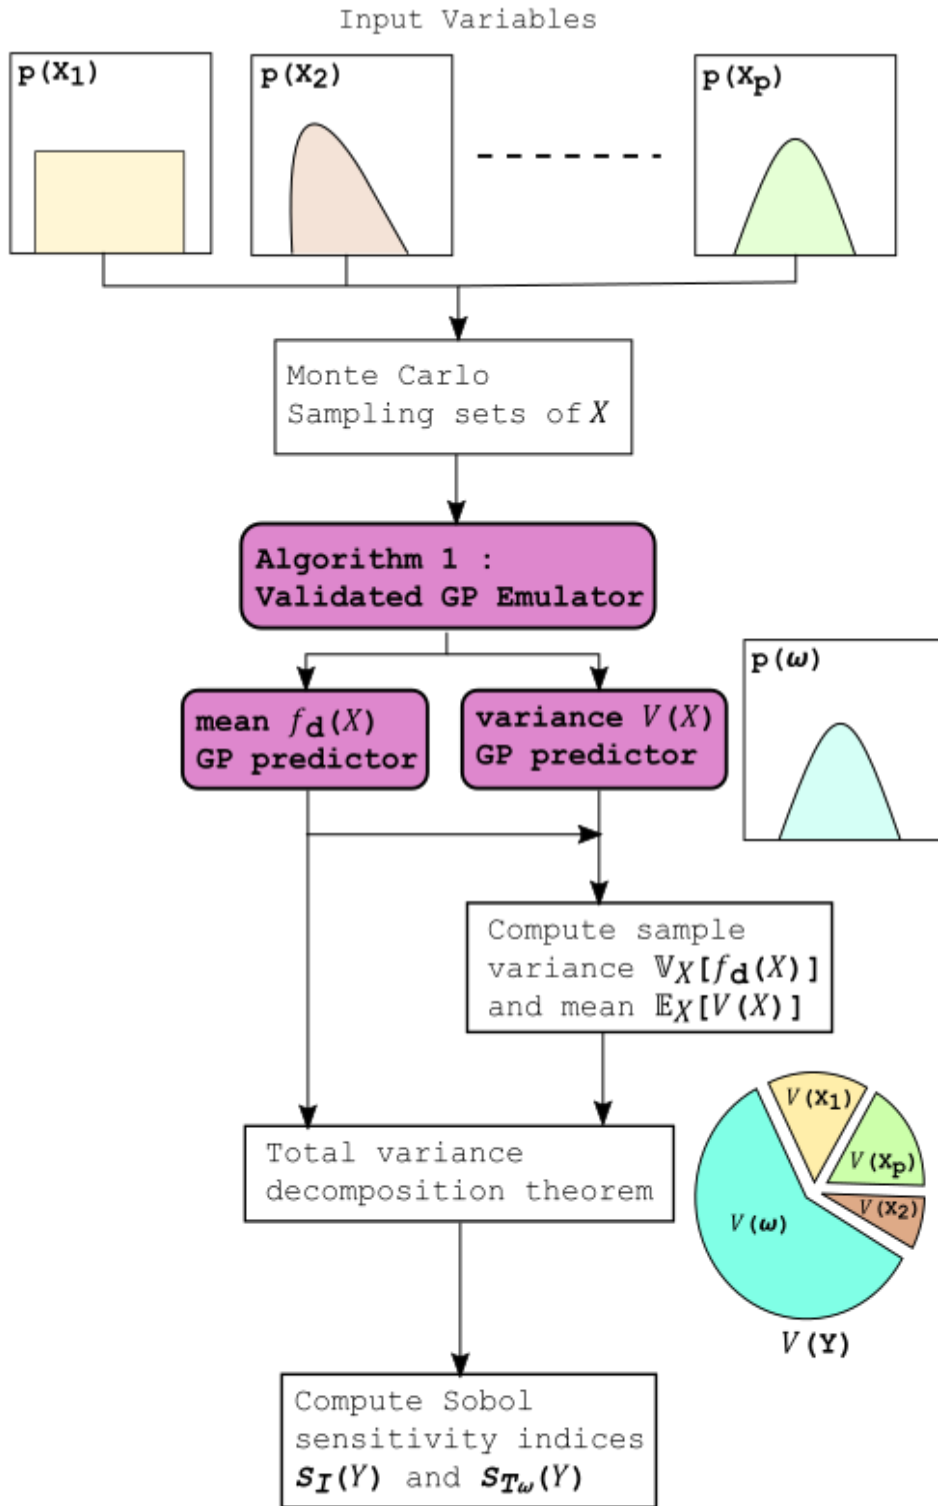 Input Variables
p(X1)
p(X2)
p(Xp)
Monte Carlo
Sampling sets of X
Algorithm 1 :
Validated GP Emulator
mean fd(X)
GP predictor
variance V(X)
GP predictor
p(ω)
Compute sample
variance 𝕍X[fd(X)]
and mean 𝔼X[V(X)]
V(X1)
V(Xp)
V(X2)
V(ω)
V(Y)
Total variance
decomposition theorem
Compute Sobol
sensitivity indices
SI(Y) and STω(Y)